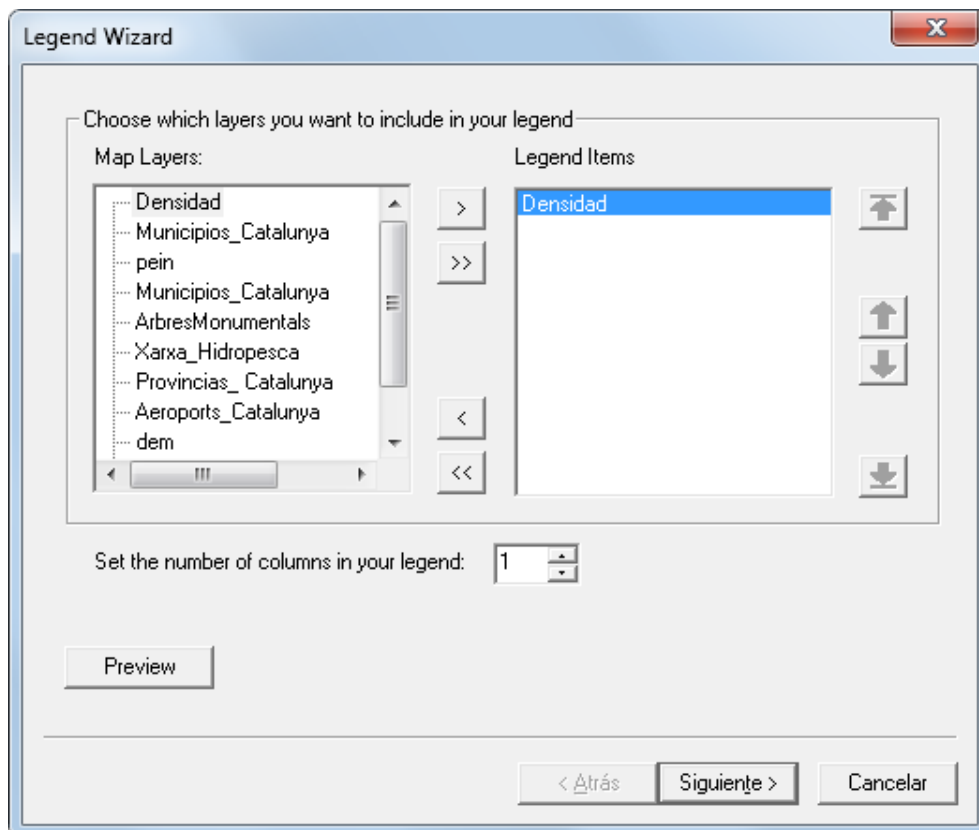 Legend Wizard
Choose which layers you want to include in your legend
Map Layers:
Densidad
Municipios_Catalunya
pein
Municipios_Catalunya
ArbresMonumentals
Xarxa_Hidropesca
Provincias_ Catalunya
Aeroports_Catalunya
dem
>
>>
<
<<
Legend Items
Densidad
Set the number of columns in your legend: 1
Preview
< Atrás Siguiente > Cancelar